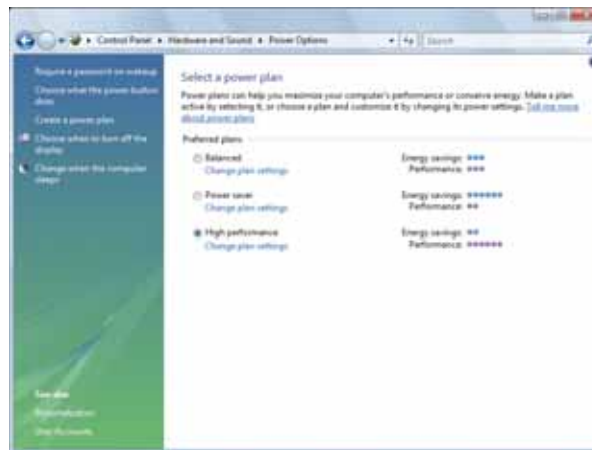 Control Panel ▸ Hardware and Sound ▸ Power Options
Search
Require a password on wakeup
Choose what the power button does
Create a power plan
Choose when to turn off the display
Change when the computer sleeps
Select a power plan
Power plans can help you maximize your computer's performance or conserve energy. Make a plan
active by selecting it, or choose a plan and customize it by changing its power settings. Tell me more
about power plans
Preferred plans
Balanced
Energy savings:
Change plan settings
Performance:
Power saver
Energy savings:
Change plan settings
Performance:
High performance
Energy savings:
Change plan settings
Performance:
See also
Personalization
User Accounts